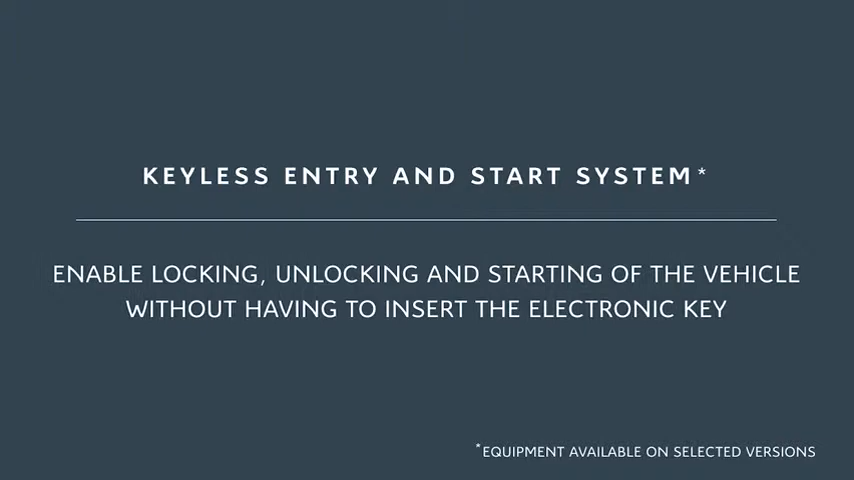 KEYLESS ENTRY AND START SYSTEM*
ENABLE LOCKING, UNLOCKING AND STARTING OF THE VEHICLE
WITHOUT HAVING TO INSERT THE ELECTRONIC KEY
*EQUIPMENT AVAILABLE ON SELECTED VERSIONS